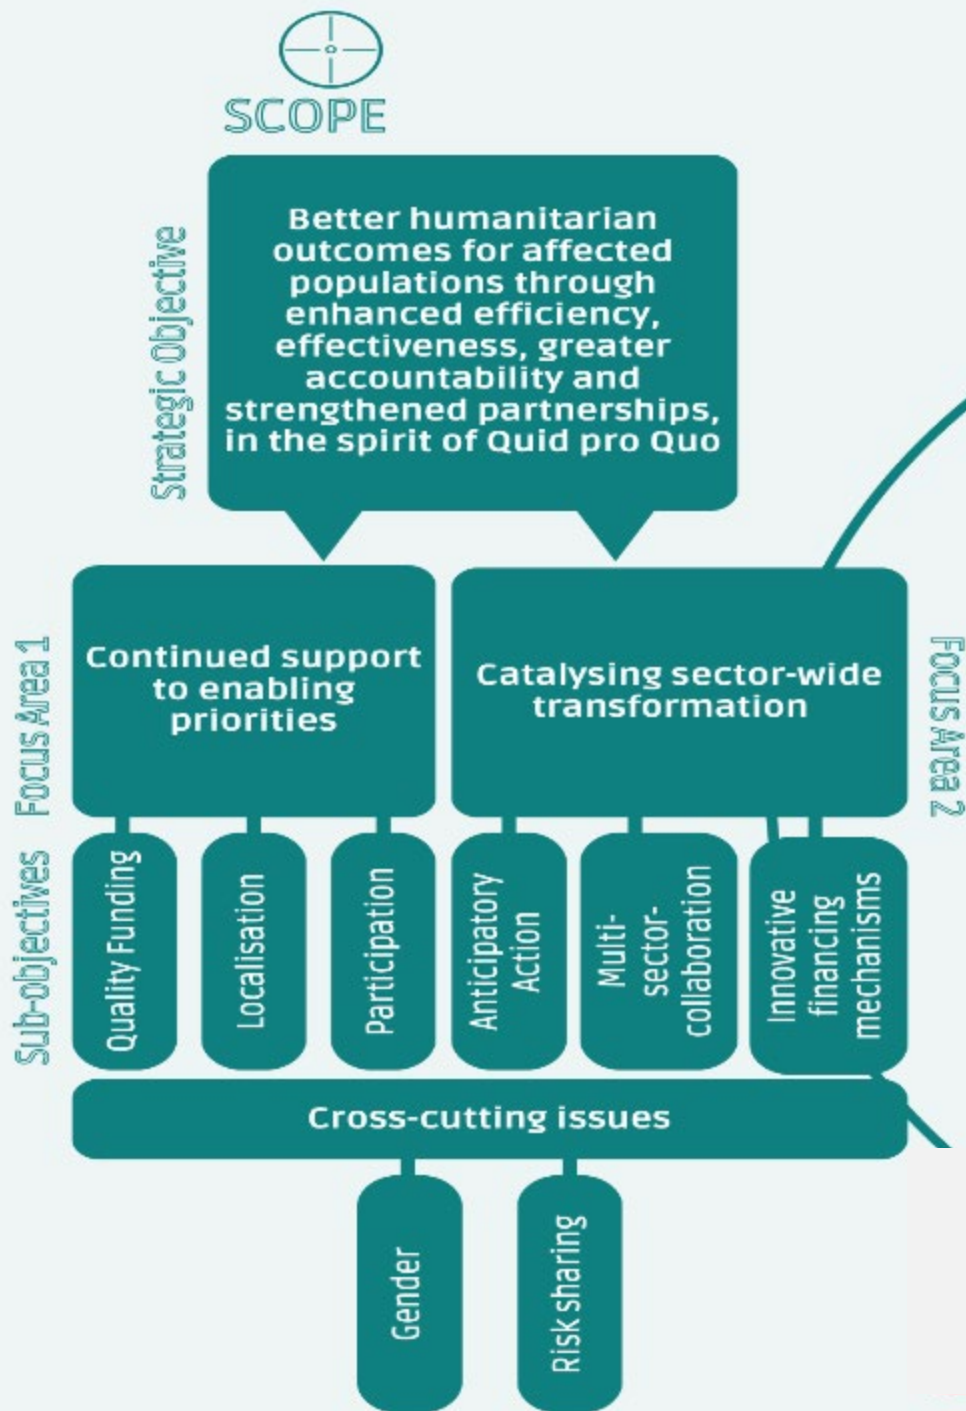 SCOPE
Strategic Objective
Better humanitarian
outcomes for affected
populations through
enhanced efficiency,
effectiveness, greater
accountability and
strengthened partnerships,
in the spirit of Quid pro Quo
Focus Area 1
Continued support
to enabling
priorities
Catalysing sector-wide
transformation
Focus Area 2
Sub-objectives
Quality Funding
Localisation
Participation
Anticipatory
Action
Multi-
sector-
collaboration
Innovative
financing
mechanisms
Cross-cutting issues
Gender
Risk sharing